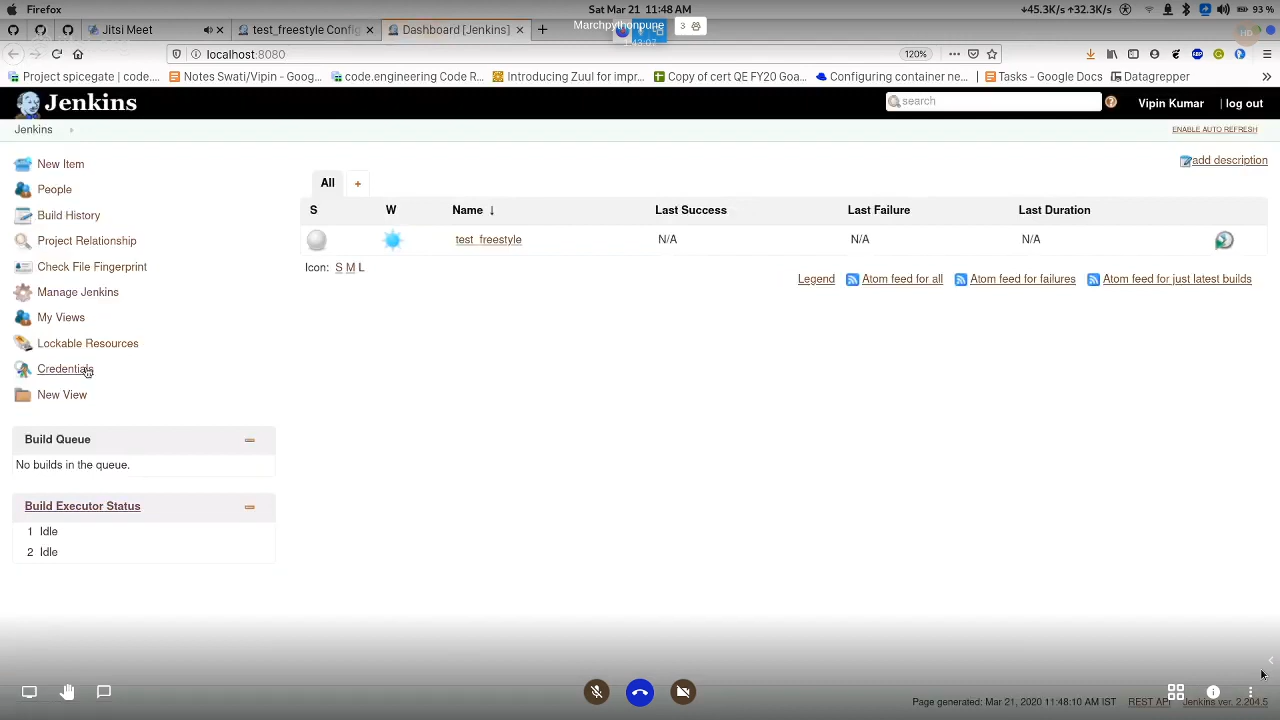 Firefox
Sat Mar 21 11:48 AM
45.3K/s 32.3K/s
93 %
Jitsi Meet
test_freestyle Config
Dashboard [Jenkins]
Marchpythonpune
3
1:43:07
HD
localhost:8080
120%
Project spicegate | code....
Notes Swati/Vipin - Goog...
code.engineering Code R...
Introducing Zuul for impr...
Copy of cert QE FY20 Goa...
Configuring container ne...
Tasks - Google Docs
Datagrepper
Jenkins
search
Vipin Kumar
| log out
Jenkins
ENABLE AUTO REFRESH
add description
New Item
People
Build History
Project Relationship
Check File Fingerprint
Manage Jenkins
My Views
Lockable Resources
Credentials
New View
All
+
S W Name ↓ Last Success Last Failure Last Duration
test_freestyle N/A N/A N/A
Icon: S M L
Legend Atom feed for all Atom feed for failures Atom feed for just latest builds
Build Queue
No builds in the queue.
Build Executor Status
1 Idle
2 Idle
Page generated: Mar 21, 2020 11:48:10 AM IST REST API Jenkins ver. 2.204.5